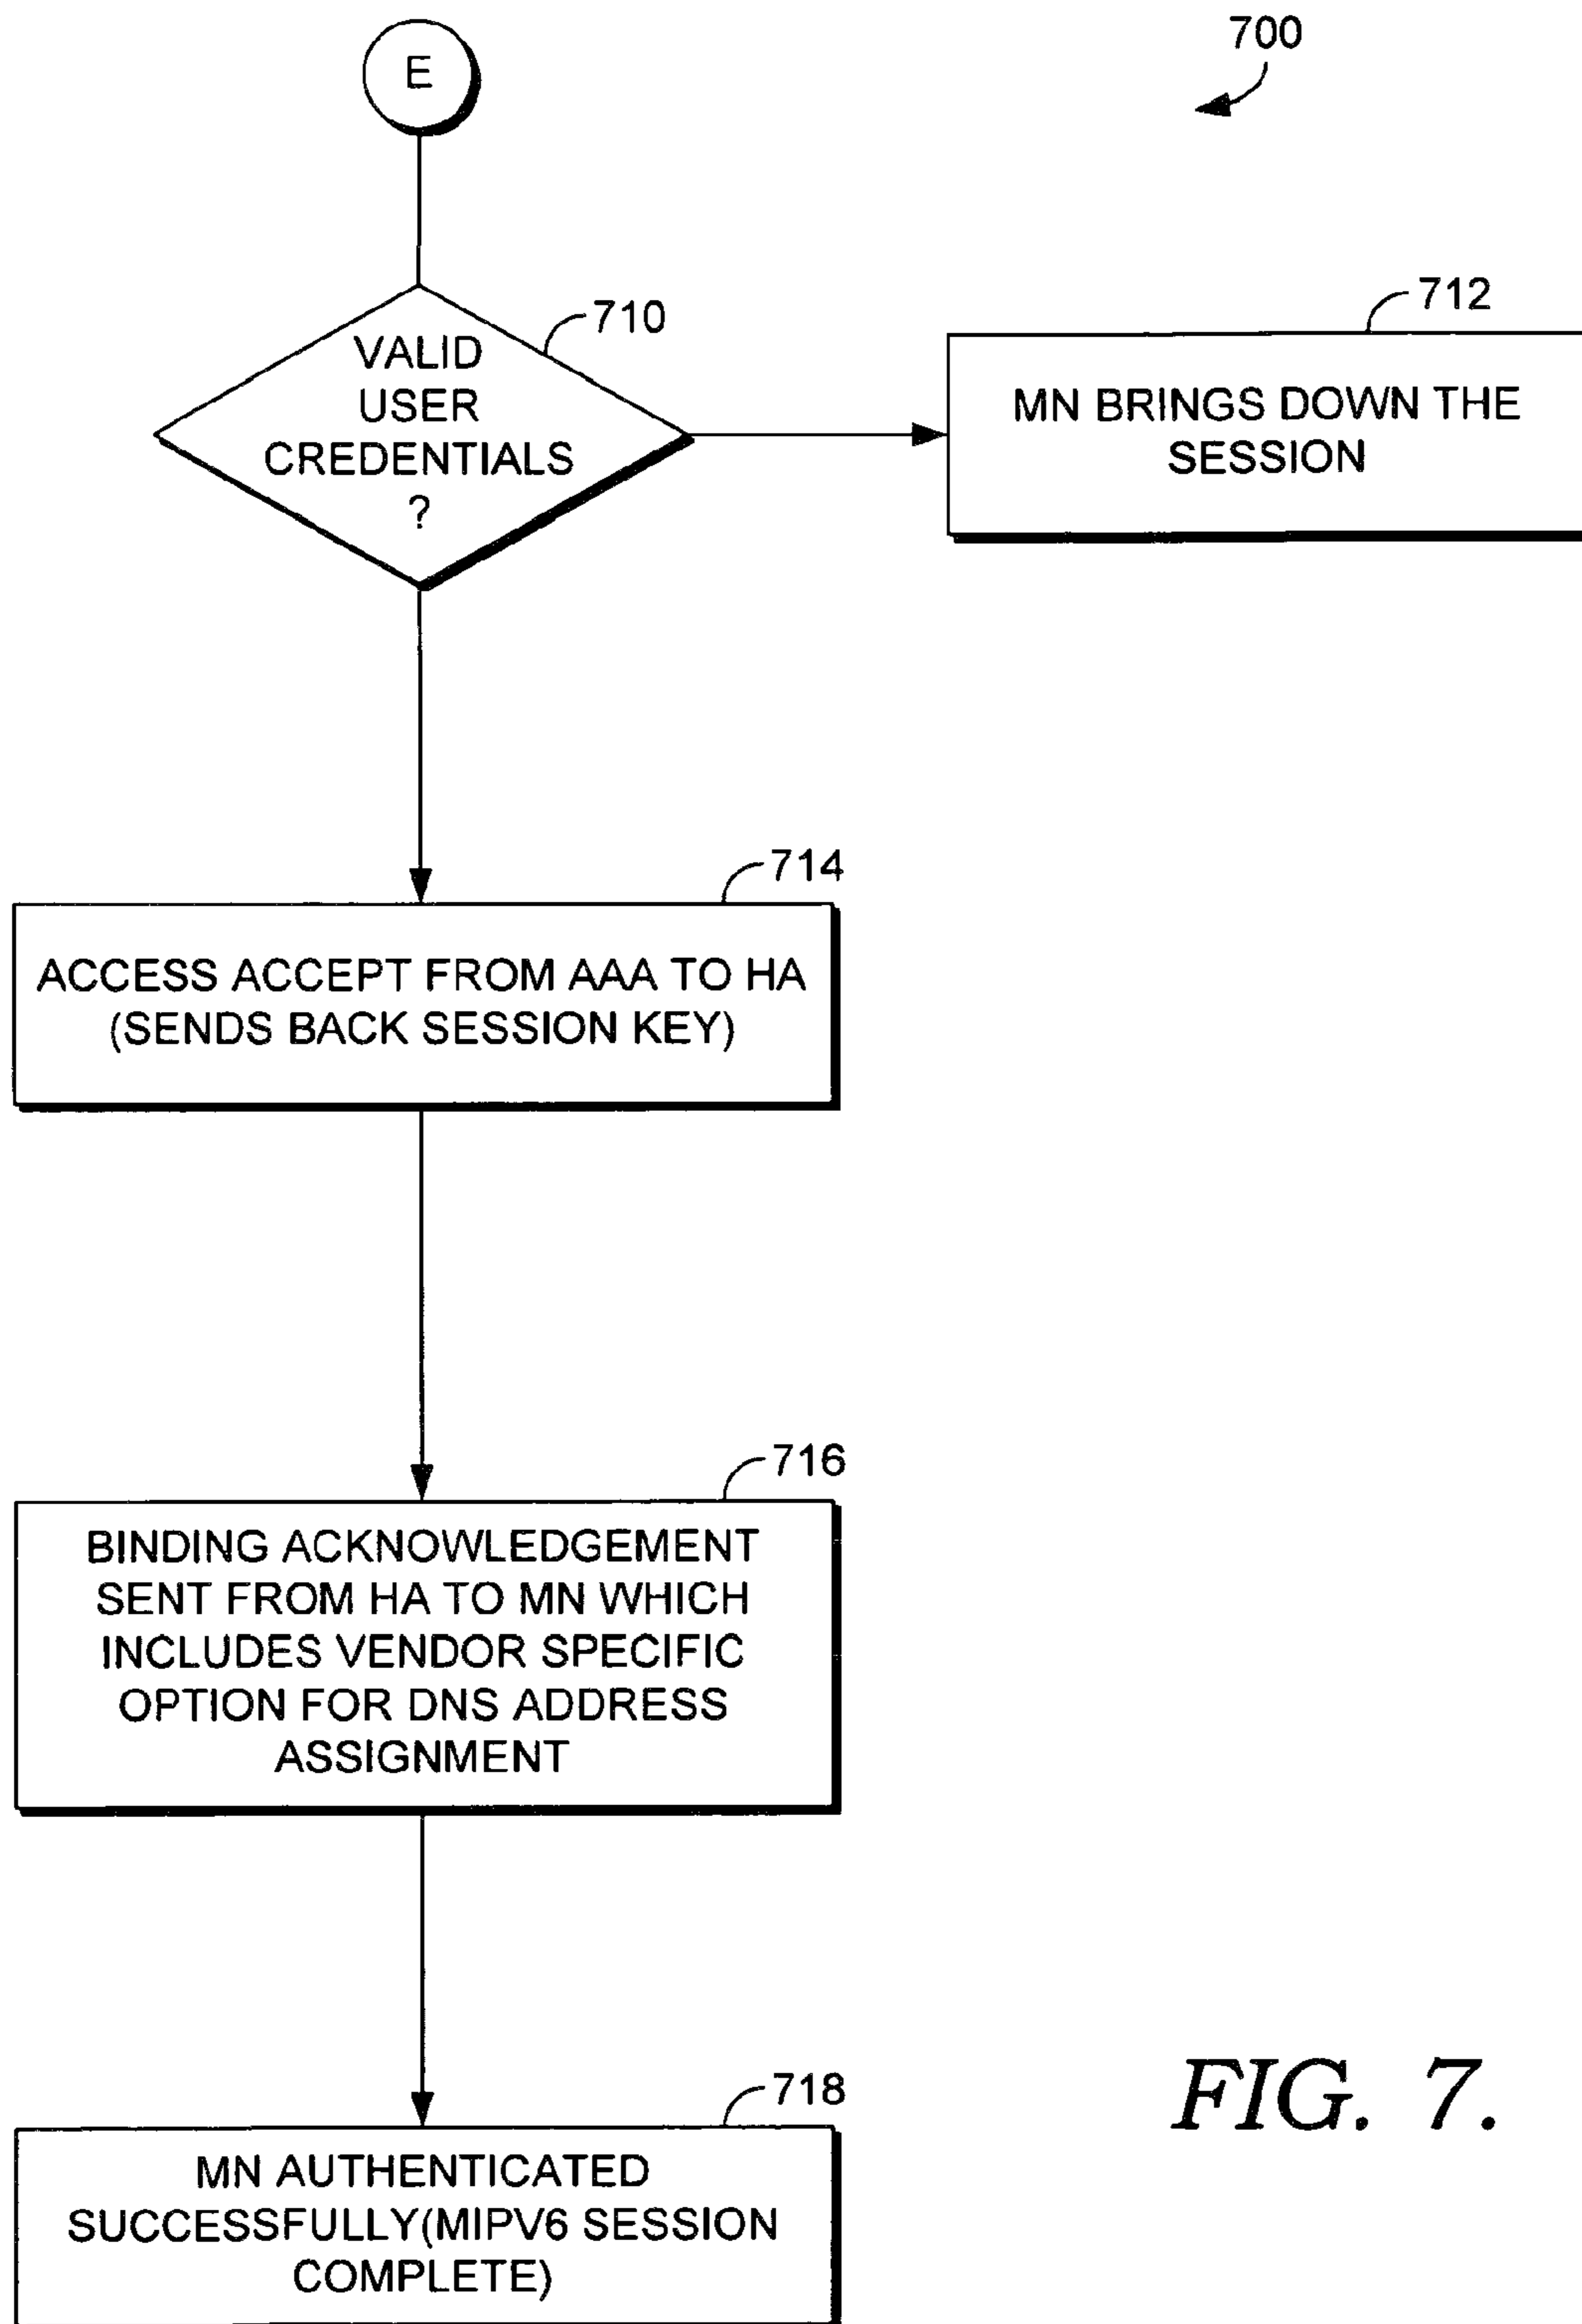 E
700
710
VALID
USER
CREDENTIALS
?
712
MN BRINGS DOWN THE
SESSION
714
ACCESS ACCEPT FROM AAA TO HA
(SENDS BACK SESSION KEY)
716
BINDING ACKNOWLEDGEMENT
SENT FROM HA TO MN WHICH
INCLUDES VENDOR SPECIFIC
OPTION FOR DNS ADDRESS
ASSIGNMENT
718
MN AUTHENTICATED
SUCCESSFULLY(MIPV6 SESSION
COMPLETE)
FIG. 7.